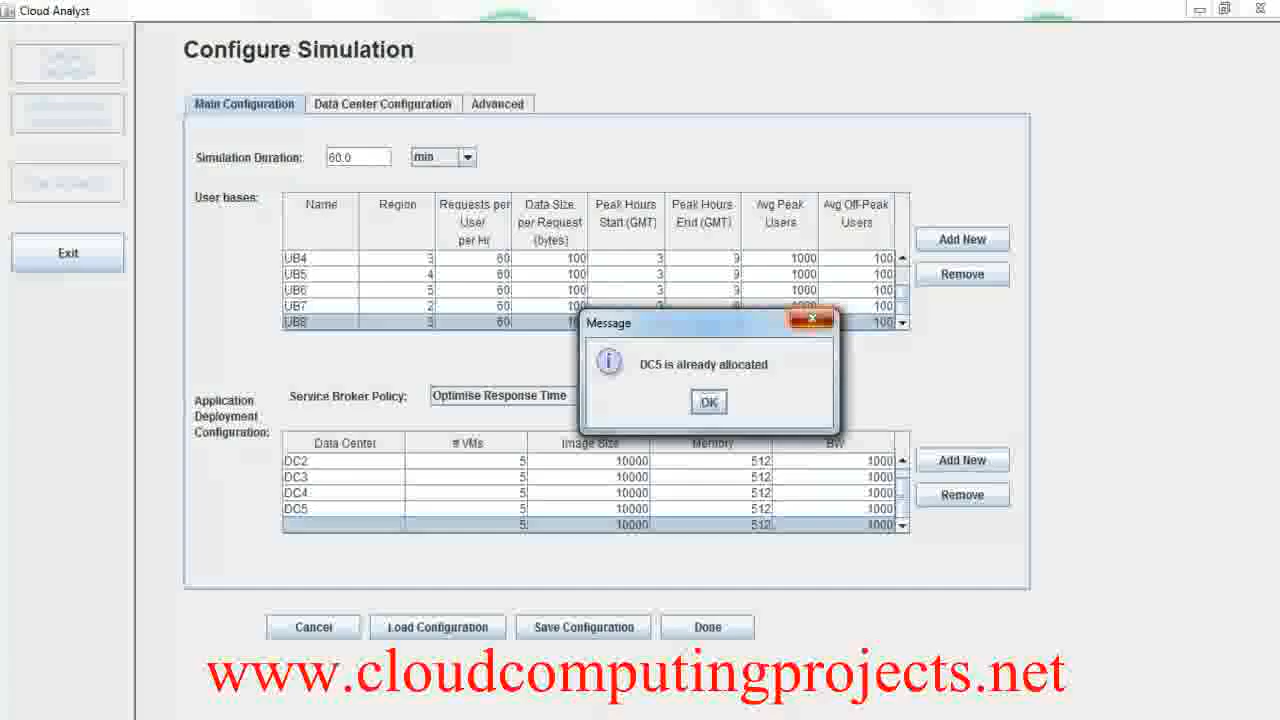 Cloud Analyst
Configure Simulation
Main Configuration Data Center Configuration Advanced
Simulation Duration: 60.0 min
User bases:
Name Region Requests per User per Hr Data Size per Request (bytes) Peak Hours Start (GMT) Peak Hours End (GMT) Avg Peak Users Avg Off-Peak Users
UB4 3 60 100 3 9 1000 100
UB5 4 60 100 3 9 1000 100
UB6 5 60 100 3 9 1000 100
UB7 2 60 100 3 9 1000 100
UB8 3 60 100
Add New
Remove
Exit
Message
DC5 is already allocated
OK
Service Broker Policy: Optimise Response Time
Application
Deployment
Configuration:
Data Center # VMs Image Size Memory BW
DC2 5 10000 512 1000
DC3 5 10000 512 1000
DC4 5 10000 512 1000
DC5 5 10000 512 1000
5 10000 512 1000
Add New
Remove
Cancel Load Configuration Save Configuration Done
www.cloudcomputingprojects.net